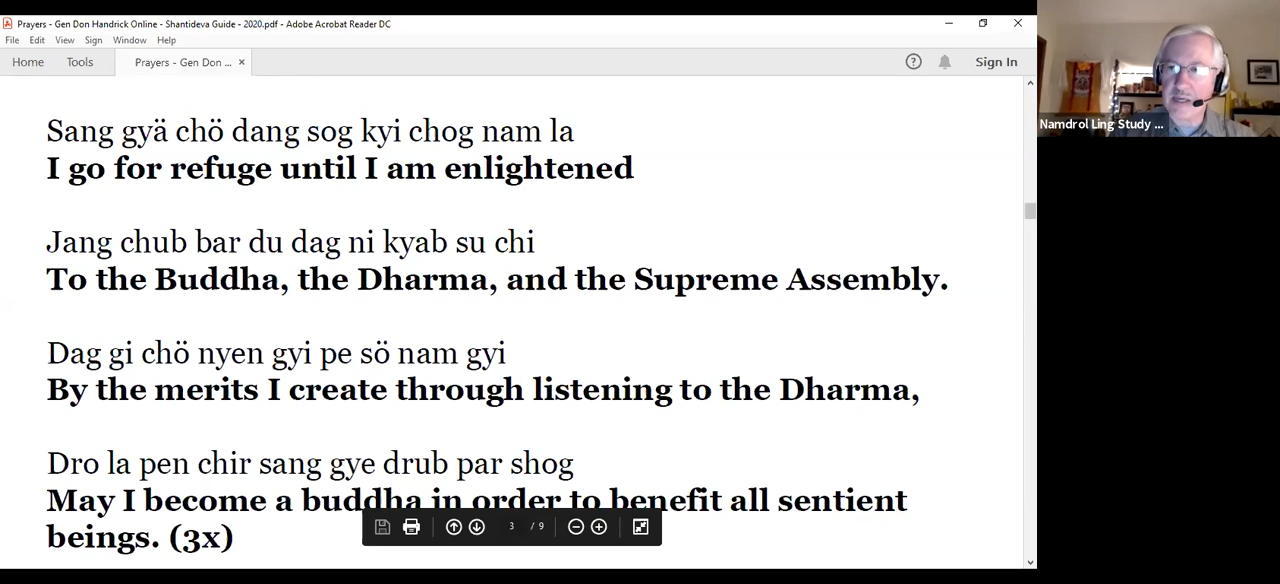 Prayers - Gen Don Handrick Online - Shantideva Guide - 2020.pdf - Adobe Acrobat Reader DC
File Edit View Sign Window Help
Home Tools Prayers - Gen Don ... × Sign In
Sang gyä chö dang sog kyi chog nam la
I go for refuge until I am enlightened
Jang chub bar du dag ni kyab su chi
To the Buddha, the Dharma, and the Supreme Assembly.
Dag gi chö nyen gyi pe sö nam gyi
By the merits I create through listening to the Dharma,
Dro la pen chir sang gye drub par shog
May I become a buddha in order to benefit all sentient
beings. (3x)
3 / 9
Namdrol Ling Study ...